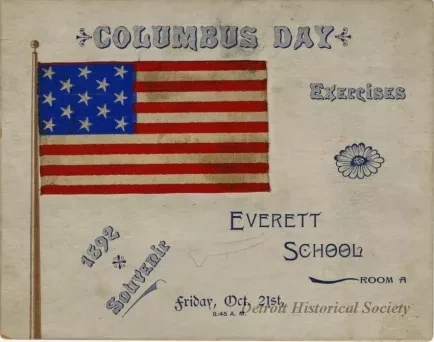 COLUMBUS DAY
Exercises
1892
Souvenir
EVERETT
SCHOOL
ROOM A
Friday, Oct. 21st.
8:45 A. M.
Detroit Historical Society